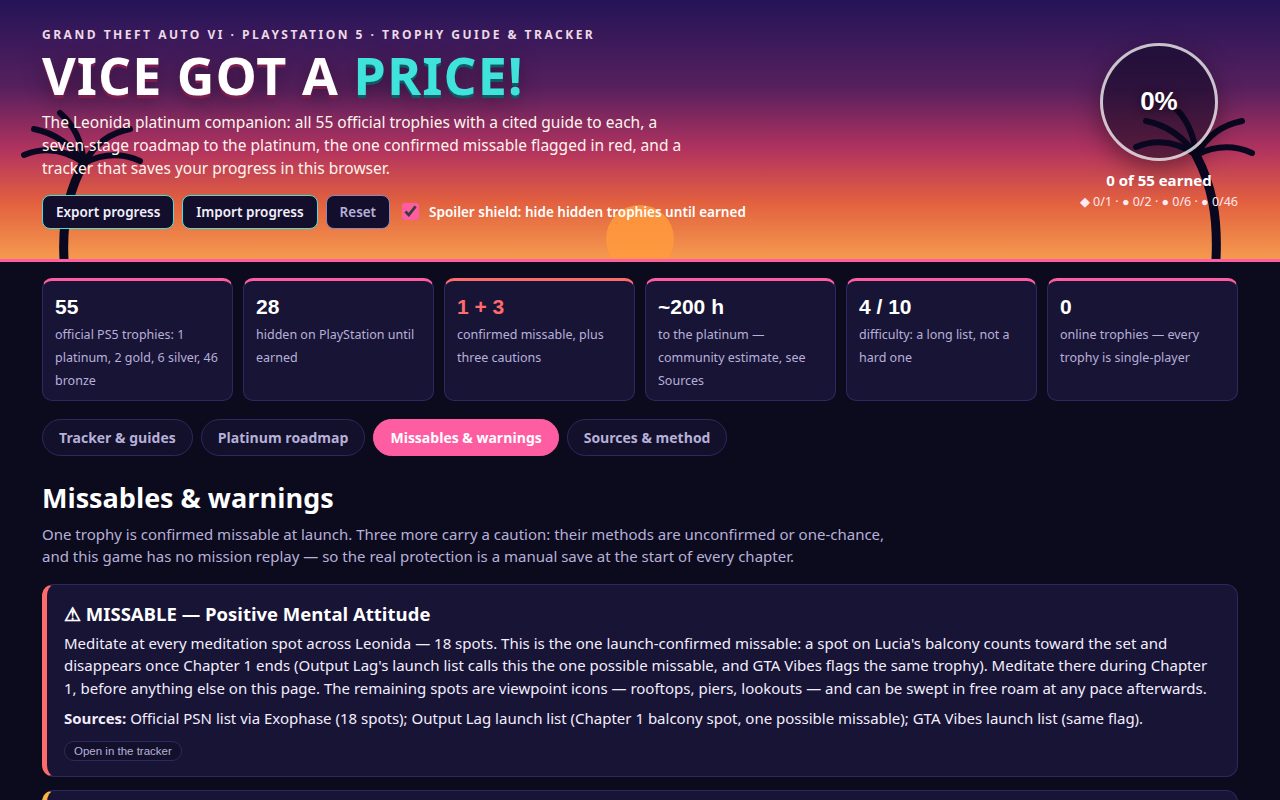 GRAND THEFT AUTO VI · PLAYSTATION 5 · TROPHY GUIDE & TRACKER
VICE GOT A PRICE!
The Leonida platinum companion: all 55 official trophies with a cited guide to each, a
seven-stage roadmap to the platinum, the one confirmed missable flagged in red, and a
tracker that saves your progress in this browser.
Export progress
Import progress
Reset
Spoiler shield: hide hidden trophies until earned
0%
0 of 55 earned
◆ 0/1 · ● 0/2 · ● 0/6 · ● 0/46
55
official PS5 trophies: 1
platinum, 2 gold, 6 silver, 46
bronze
28
hidden on PlayStation until
earned
1 + 3
confirmed missable, plus
three cautions
~200 h
to the platinum —
community estimate, see
Sources
4 / 10
difficulty: a long list, not a
hard one
0
online trophies — every
trophy is single-player
Tracker & guides
Platinum roadmap
Missables & warnings
Sources & method
Missables & warnings
One trophy is confirmed missable at launch. Three more carry a caution: their methods are unconfirmed or one-chance,
and this game has no mission replay — so the real protection is a manual save at the start of every chapter.
⚠ MISSABLE — Positive Mental Attitude
Meditate at every meditation spot across Leonida — 18 spots. This is the one launch-confirmed missable: a spot on Lucia's balcony counts toward the set and
disappears once Chapter 1 ends (Output Lag's launch list calls this the one possible missable, and GTA Vibes flags the same trophy). Meditate there during Chapter
1, before anything else on this page. The remaining spots are viewpoint icons — rooftops, piers, lookouts — and can be swept in free roam at any pace afterwards.
Sources: Official PSN list via Exophase (18 spots); Output Lag launch list (Chapter 1 balcony spot, one possible missable); GTA Vibes launch list (same flag).
Open in the tracker